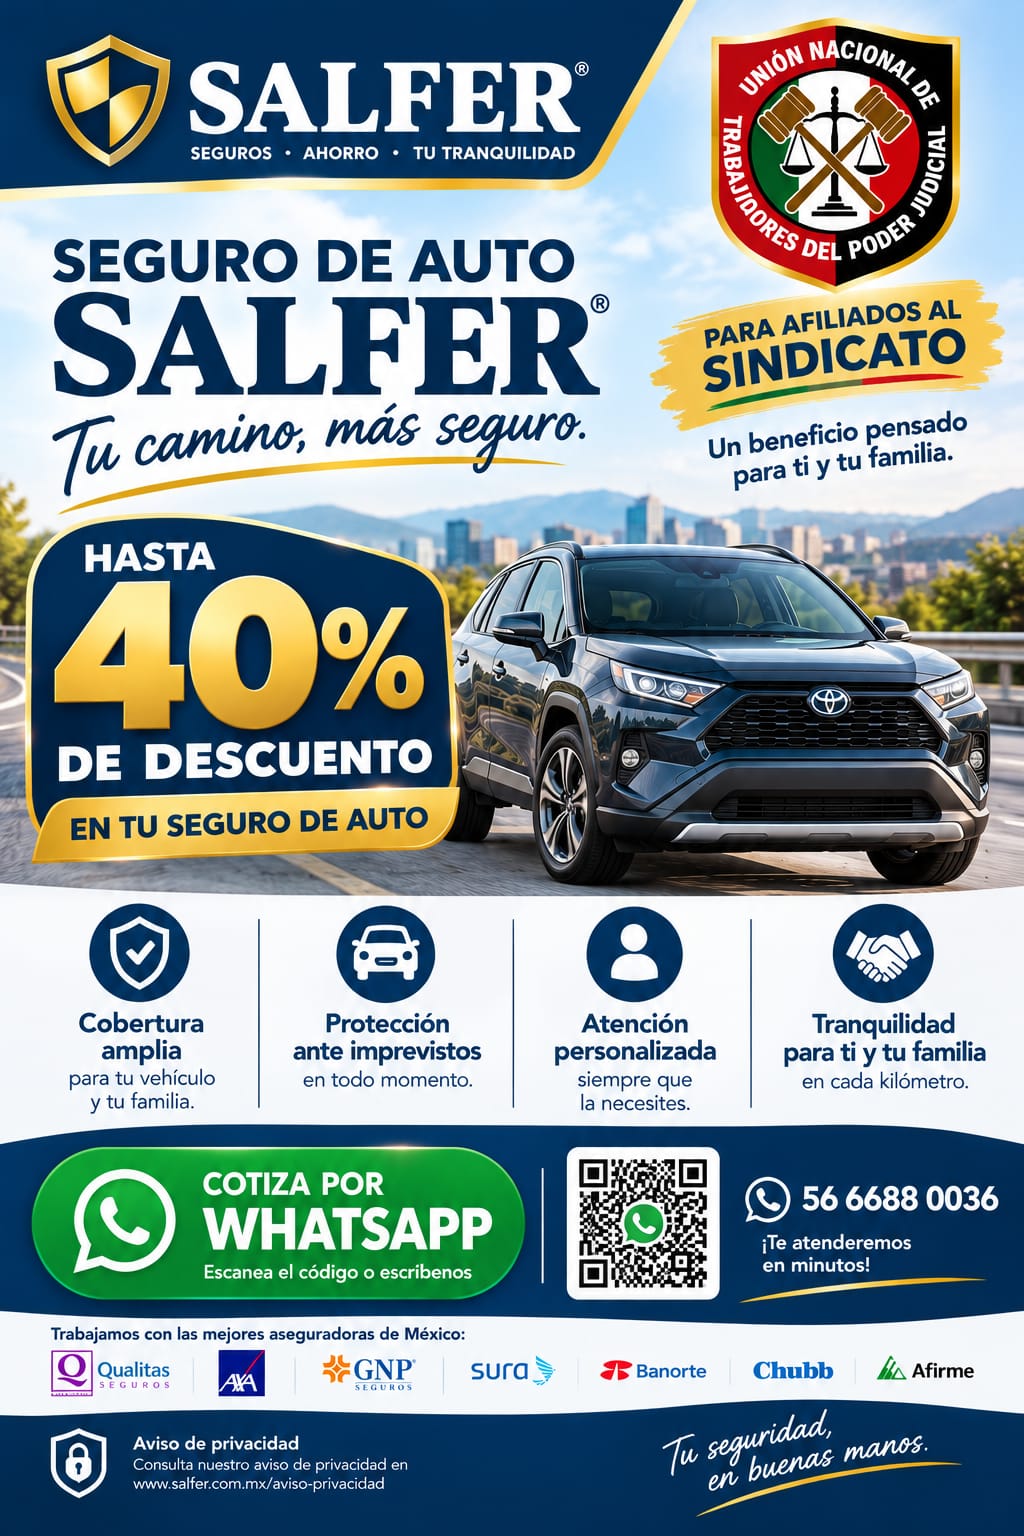 SALFER®
SEGUROS · AHORRO · TU TRANQUILIDAD
UNIÓN NACIONAL DE
TRABAJADORES DEL PODER JUDICIAL
SEGURO DE AUTO
SALFER®
Tu camino, más seguro.
PARA AFILIADOS AL
SINDICATO
Un beneficio pensado
para ti y tu familia.
HASTA
40%
DE DESCUENTO
EN TU SEGURO DE AUTO
Cobertura
amplia
para tu vehículo
y tu familia.
Protección
ante imprevistos
en todo momento.
Atención
personalizada
siempre que
la necesites.
Tranquilidad
para ti y tu familia
en cada kilómetro.
COTIZA POR
WHATSAPP
Escanea el código o escríbenos
56 6688 0036
¡Te atenderemos
en minutos!
Trabajamos con las mejores aseguradoras de México:
Q Qualitas
SEGUROS
AXA
GNP®
SEGUROS
sura
Banorte
Chubb
Afirme
Aviso de privacidad
Consulta nuestro aviso de privacidad en
www.salfer.com.mx/aviso-privacidad
Tu seguridad,
en buenas manos.